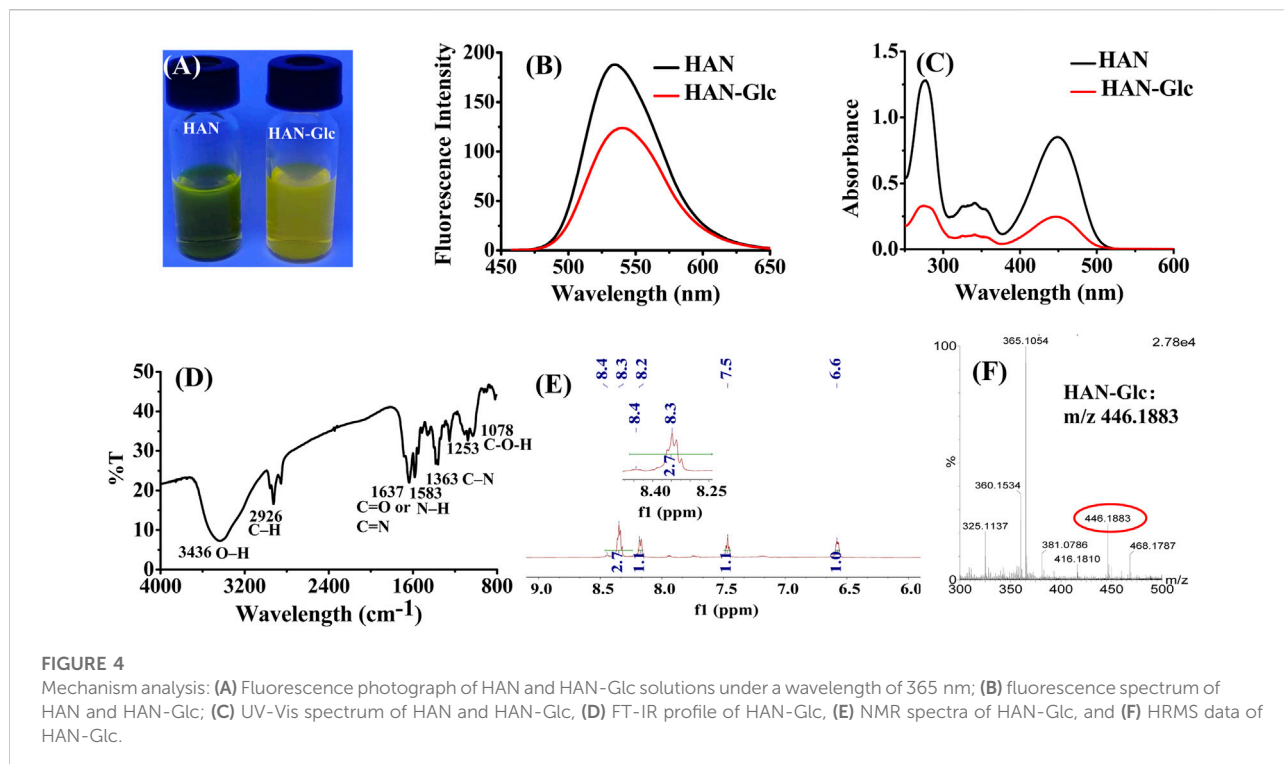 (A)
HAN
HAN-Glc
(B)
HAN
HAN-Glc
Fluorescence Intensity
200
150
100
50
0
450
500
550
600
650
Wavelength (nm)
(C)
HAN
HAN-Glc
Absorbance
1.5
1.0
0.5
0.0
300
400
500
600
Wavelength (nm)
(D)
%T
50
40
30
20
10
0
3436 O–H
2926
C–H
1637
C=O or
C=N
1583
N–H
1363 C–N
1253
1078
C-O-H
4000
3200
2400
1600
800
Wavelength (cm-1)
(E)
8.4
8.3
8.2
7.5
6.6
8.4
8.3
2.7
8.40
8.25
f1 (ppm)
2.7
1.1
1.1
1.0
9.0
8.5
8.0
7.5
7.0
6.5
6.0
f1 (ppm)
(F)
365.1054
2.78e4
100
%
0
HAN-Glc:
m/z 446.1883
360.1534
325.1137
381.0786
416.1810
446.1883
468.1787
300
350
400
450
500
m/z
FIGURE 4
Mechanism analysis: (A) Fluorescence photograph of HAN and HAN-Glc solutions under a wavelength of 365 nm; (B) fluorescence spectrum of
HAN and HAN-Glc; (C) UV-Vis spectrum of HAN and HAN-Glc, (D) FT-IR profile of HAN-Glc, (E) NMR spectra of HAN-Glc, and (F) HRMS data of
HAN-Glc.